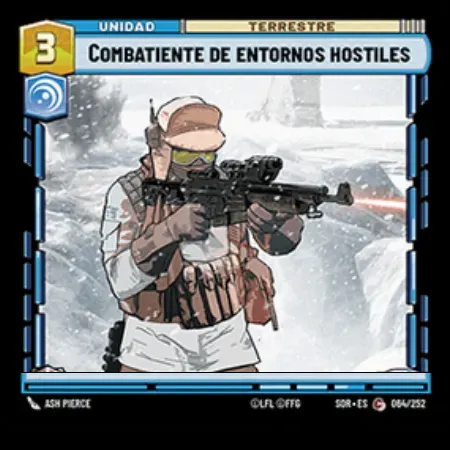 UNIDAD
TERRESTRE
3
COMBATIENTE DE ENTORNOS HOSTILES
ASH PIERCE
©LFL ©FFG
SOR•ES C 064/252